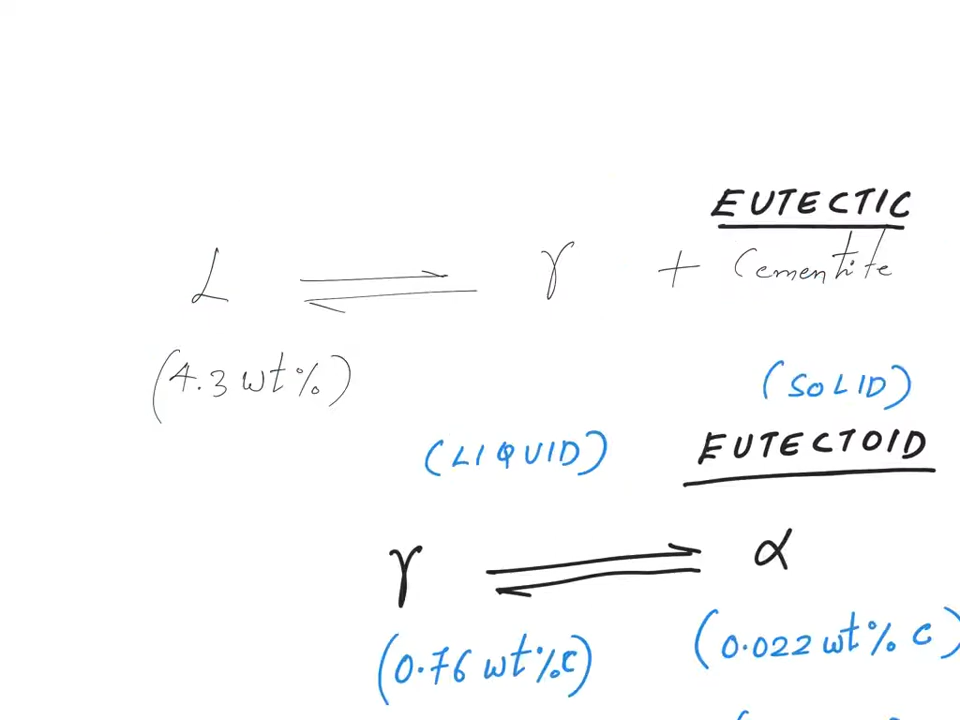 EUTECTIC
L ⇌ γ + Cementite
(4.3 wt%)
(SOLID)
(LIQUID)
EUTECTOID
γ ⇌ α
(0.76 wt%C)
(0.022 wt% C)